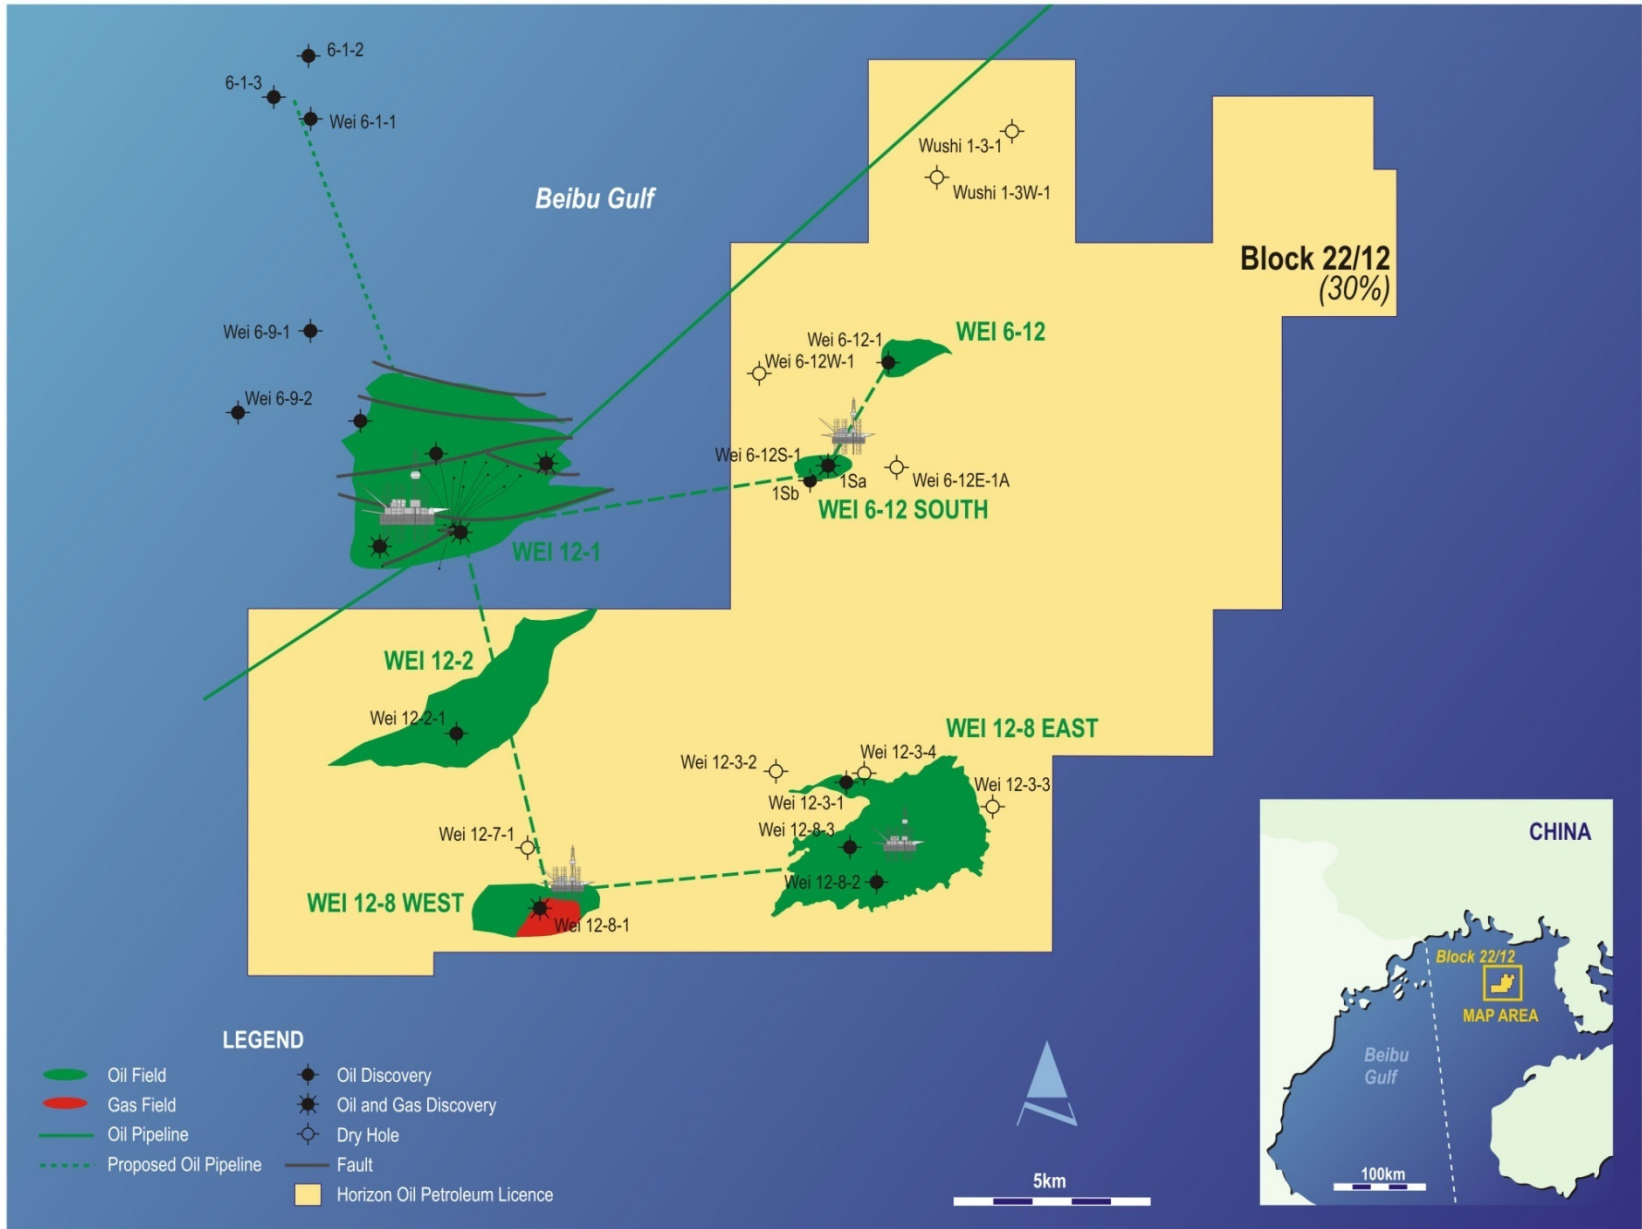 6-1-2
6-1-3
Wei 6-1-1
Wushi 1-3-1
Wushi 1-3W-1
Beibu Gulf
Block 22/12
(30%)
Wei 6-9-1
Wei 6-12-1
WEI 6-12
Wei 6-12W-1
Wei 6-9-2
Wei 6-12S-1
1Sb
1Sa
Wei 6-12E-1A
WEI 6-12 SOUTH
WEI 12-1
WEI 12-2
Wei 12-2-1
WEI 12-8 EAST
Wei 12-3-2
Wei 12-3-4
Wei 12-3-3
Wei 12-3-1
Wei 12-7-1
Wei 12-8-3
Wei 12-8-2
WEI 12-8 WEST
Wei 12-8-1
CHINA
Block 22/12
MAP AREA
Beibu
Gulf
100km
LEGEND
Oil Field
Gas Field
Oil Pipeline
Proposed Oil Pipeline
Oil Discovery
Oil and Gas Discovery
Dry Hole
Fault
Horizon Oil Petroleum Licence
5km